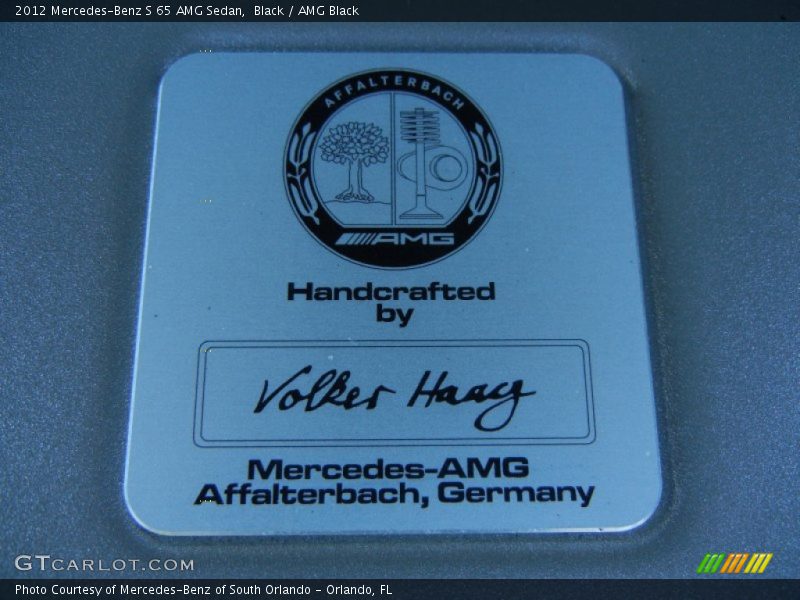 2012 Mercedes-Benz S 65 AMG Sedan,  Black / AMG Black
AFFALTERBACH
AMG
Handcrafted
by
Volker Haag
Mercedes-AMG
Affalterbach, Germany
GTCARLOT.COM
Photo Courtesy of Mercedes-Benz of South Orlando - Orlando, FL